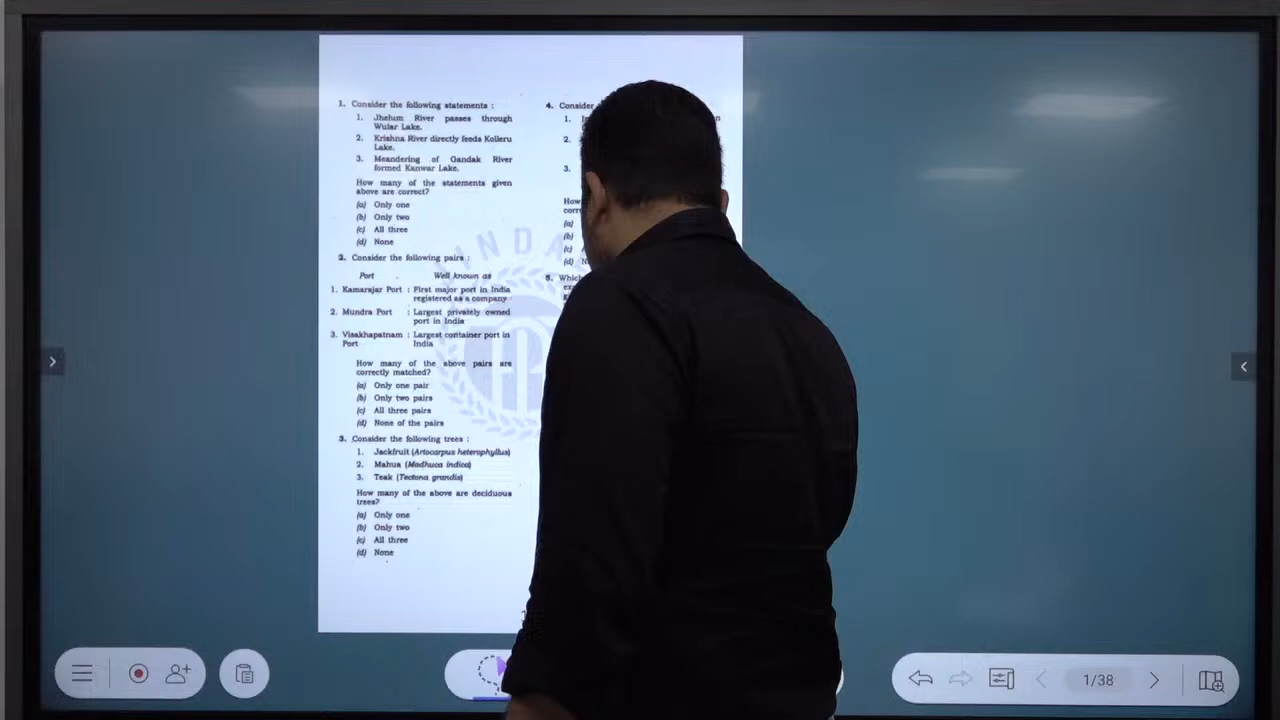 1. Consider the following statements :
1. Jhelum River passes through
Wular Lake.
2. Krishna River directly feeds Kolleru
Lake.
3. Meandering of Gandak River
formed Kanwar Lake.
How many of the statements given
above are correct?
(a) Only one
(b) Only two
(c) All three
(d) None
2. Consider the following pairs :
Port Well known as
1. Kamarajar Port : First major port in India
registered as a company
2. Mundra Port : Largest privately owned
port in India
3. Visakhapatnam : Largest container port in
Port India
How many of the above pairs are
correctly matched?
(a) Only one pair
(b) Only two pairs
(c) All three pairs
(d) None of the pairs
3. Consider the following trees :
1. Jackfruit (Artocarpus heterophyllus)
2. Mahua (Madhuca indica)
3. Teak (Tectona grandis)
How many of the above are deciduous
trees?
(a) Only one
(b) Only two
(c) All three
(d) None
4. Consider
1.
2.
3.
How
(a)
(b)
(c)
(d)
5. Which
1/38